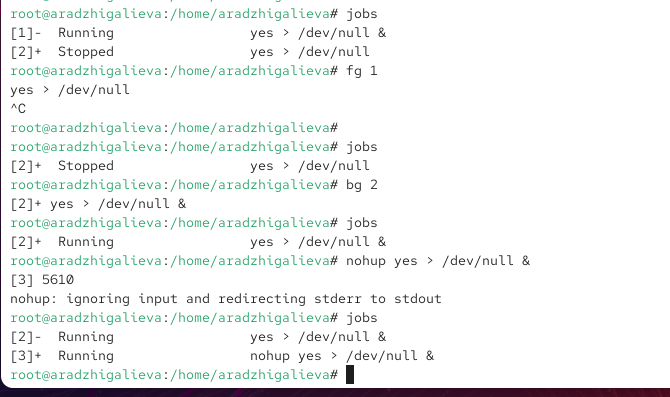 root@aradzhigalieva:/home/aradzhigalieva# jobs
[1]-  Running                 yes > /dev/null &
[2]+  Stopped                 yes > /dev/null
root@aradzhigalieva:/home/aradzhigalieva# fg 1
yes > /dev/null
^C
root@aradzhigalieva:/home/aradzhigalieva#
root@aradzhigalieva:/home/aradzhigalieva# jobs
[2]+  Stopped                 yes > /dev/null
root@aradzhigalieva:/home/aradzhigalieva# bg 2
[2]+ yes > /dev/null &
root@aradzhigalieva:/home/aradzhigalieva# jobs
[2]+  Running                 yes > /dev/null &
root@aradzhigalieva:/home/aradzhigalieva# nohup yes > /dev/null &
[3] 5610
nohup: ignoring input and redirecting stderr to stdout
root@aradzhigalieva:/home/aradzhigalieva# jobs
[2]-  Running                 yes > /dev/null &
[3]+  Running                 nohup yes > /dev/null &
root@aradzhigalieva:/home/aradzhigalieva#